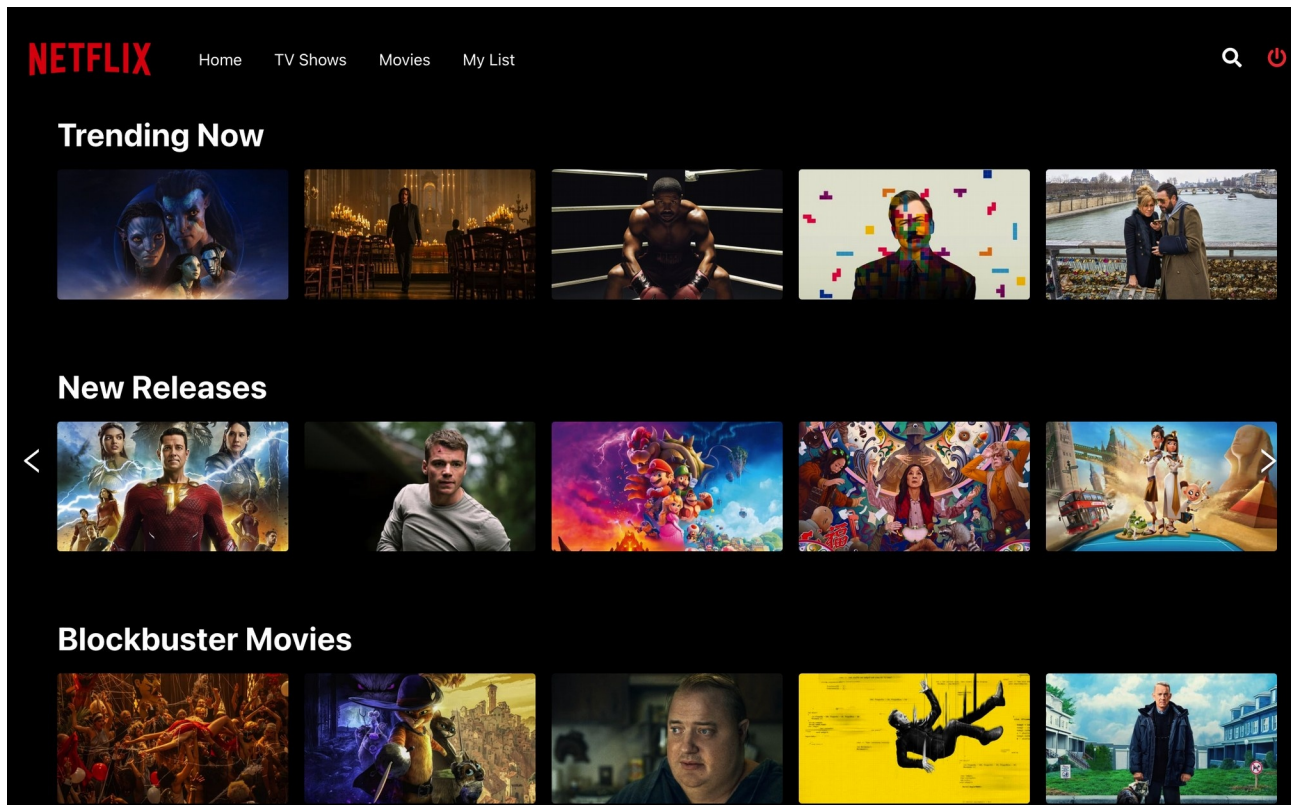 NETFLIX
Home
TV Shows
Movies
My List
Trending Now
New Releases
Blockbuster Movies